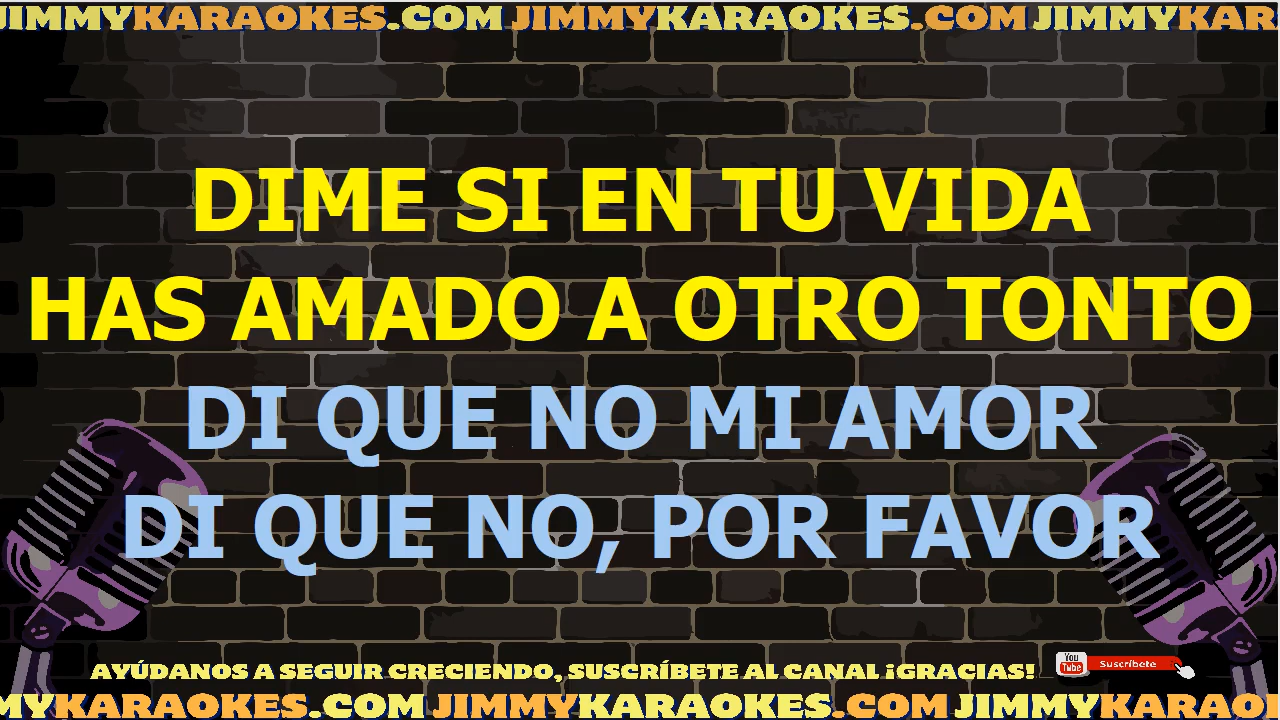 JIMMYKARAOKES.COM JIMMYKARAOKES.COM JIMMYKAR
DIME SI EN TU VIDA
HAS AMADO A OTRO TONTO
DI QUE NO MI AMOR
DI QUE NO, POR FAVOR
AYÚDANOS A SEGUIR CRECIENDO, SUSCRÍBETE AL CANAL ¡GRACIAS! You Tube Suscríbete
MYKARAOKES.COM JIMMYKARAOKES.COM JIMMYKARAO